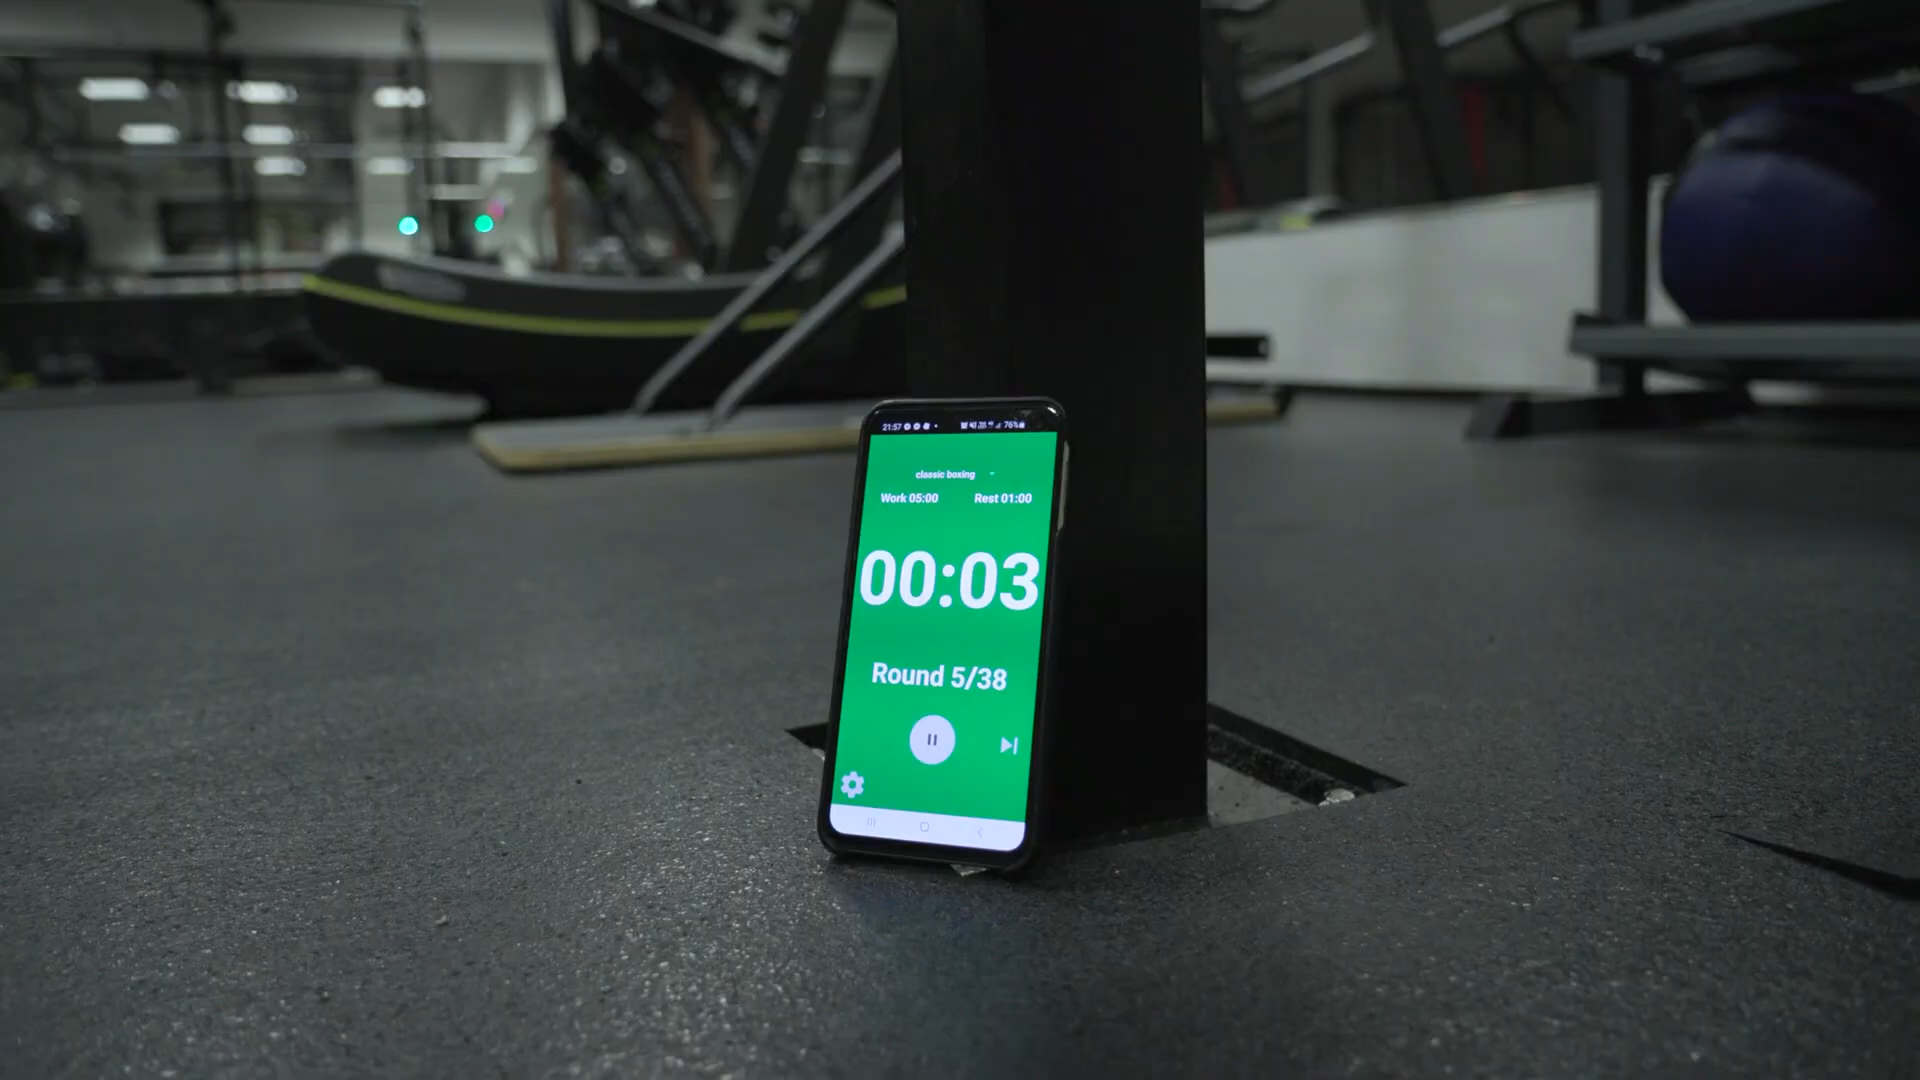 21:57 76%
classic boxing
Work 05:00 Rest 01:00
00:03
Round 5/38